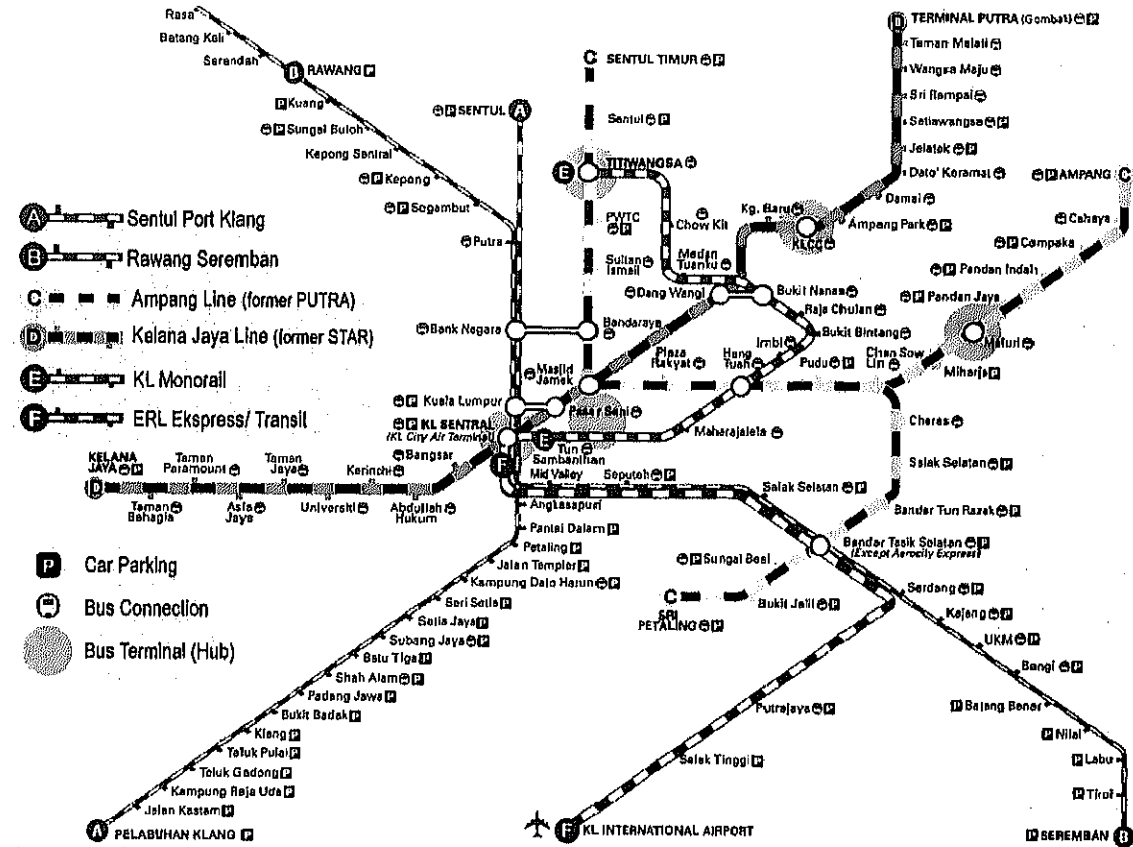 Rasa
Batang Kali
Serendah
B RAWANG P
P Kuang
P Sungai Buloh
Kepong Sentral
P Kepong
P Segambut
Putra
Bank Negara
P SENTUL A
C SENTUL TIMUR P
Sentul P
E TITIWANGSA
PWTC
P
Sultan
Ismail
Bandaraya
Chow Kit
Medan
Tuanku
Dang Wangi
Kg. Baru
KLCC
Ampang Park P
Damai
Dato' Keramat
Jelatek P
Setiawangsa P
Sri Rampai
Wangsa Maju
Taman Melati
D TERMINAL PUTRA (Gombak) P
P AMPANG C
Cahaya
P Cempaka
P Pandan Indah
P Pandan Jaya
Maluri
Miharja P
Chan Sow
Lin
Pudu P
Hang
Tuah
Plaza
Rakyat
Masjid
Jamek
Bukit Nanas
Raja Chulan
Bukit Bintang
Imbi
Maharajalela
Tun
Sambanthan
E
Pasar Seni
P Kuala Lumpur
P KL SENTRAL
(KL City Air Terminal)
F
Bangsar
A Sentul Port Klang
B Rawang Seremban
C Ampang Line (former PUTRA)
D Kelana Jaya Line (former STAR)
E KL Monorail
F ERL Ekspress/ Transit
KELANA
JAYA P
D
Taman
Bahagia
Taman
Paramount
Asia
Jaya
Taman
Jaya
Universiti
Kerinchi
Abdullah
Hukum
Mid Valley
Seputeh P
Salak Selatan P
Cheras
Salak Selatan
Bandar Tun Razak P
Bandar Tasik Selatan P
(Except Aerocity Express)
P Sungai Besi
Bukit Jalil P
C
SRI
PETALING P
Angkasapuri
Pantai Dalam P
Petaling P
Jalan Templer P
Kampung Dato Harun P
Seri Setia P
Setia Jaya P
Subang Jaya P
Batu Tiga P
Shah Alam P
Padang Jawa P
Bukit Badak P
Klang P
Teluk Pulai P
Teluk Gadong P
Kampung Raja Uda P
Jalan Kastam P
A PELABUHAN KLANG P
P Car Parking
Bus Connection
Bus Terminal (Hub)
Serdang P
Kajang P
UKM P
Bangi P
P Batang Benar
P Nilai
P Labu
P Tiroi
P SEREMBAN B
Putrajaya P
Salak Tinggi P
F KL INTERNATIONAL AIRPORT